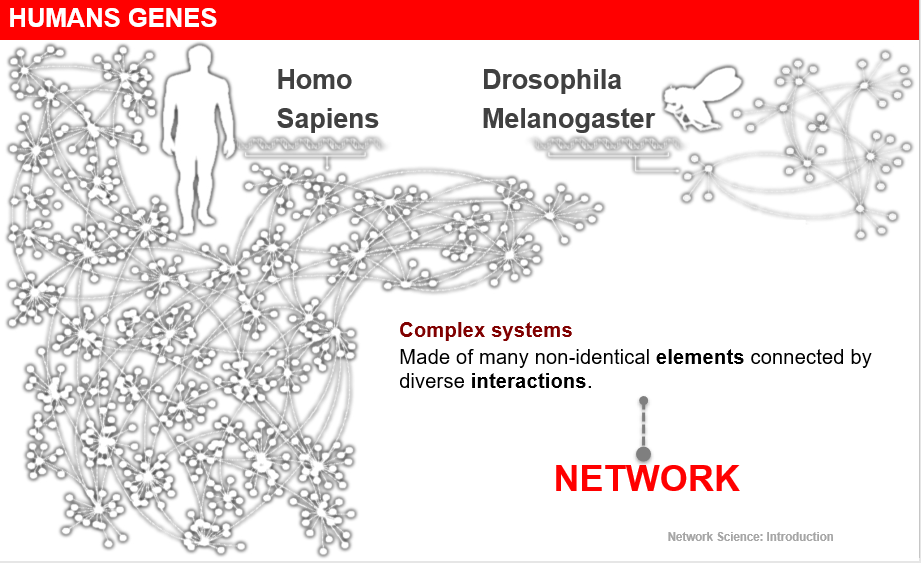 HUMANS GENES
Homo
Sapiens
Drosophila
Melanogaster
Complex systems
Made of many non-identical elements connected by
diverse interactions.
NETWORK
Network Science: Introduction